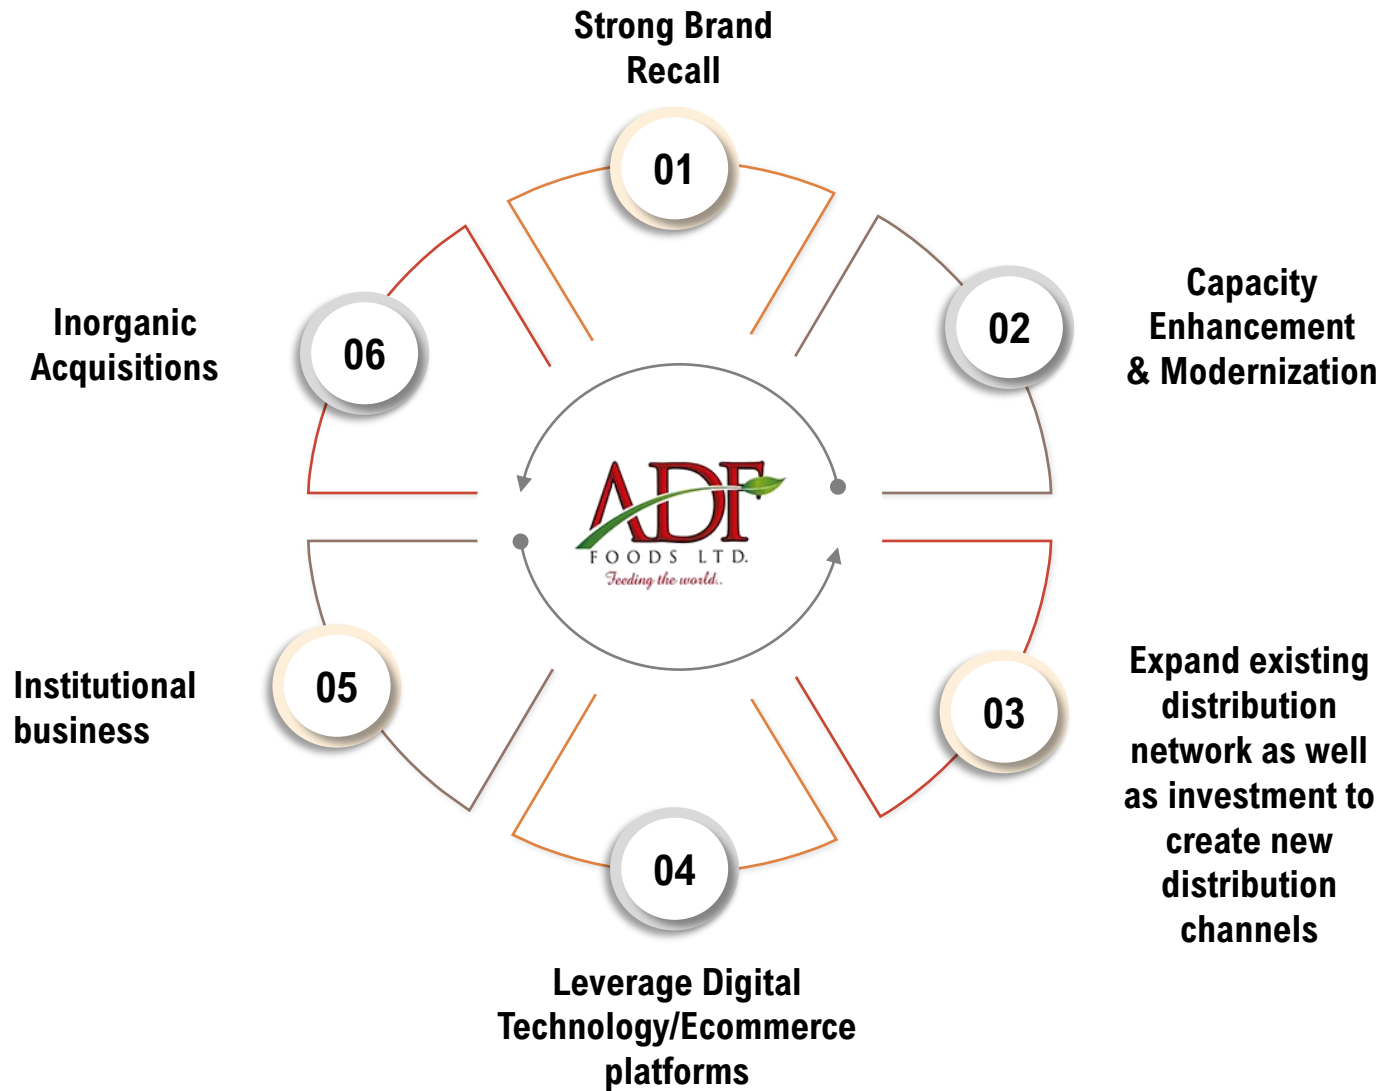 Strong Brand
Recall
01
Capacity
Enhancement
& Modernization
02
Expand existing
distribution
network as well
as investment to
create new
distribution
channels
03
04
Leverage Digital
Technology/Ecommerce
platforms
Institutional
business
05
Inorganic
Acquisitions
06
ADF
FOODS LTD.
Feeding the world..